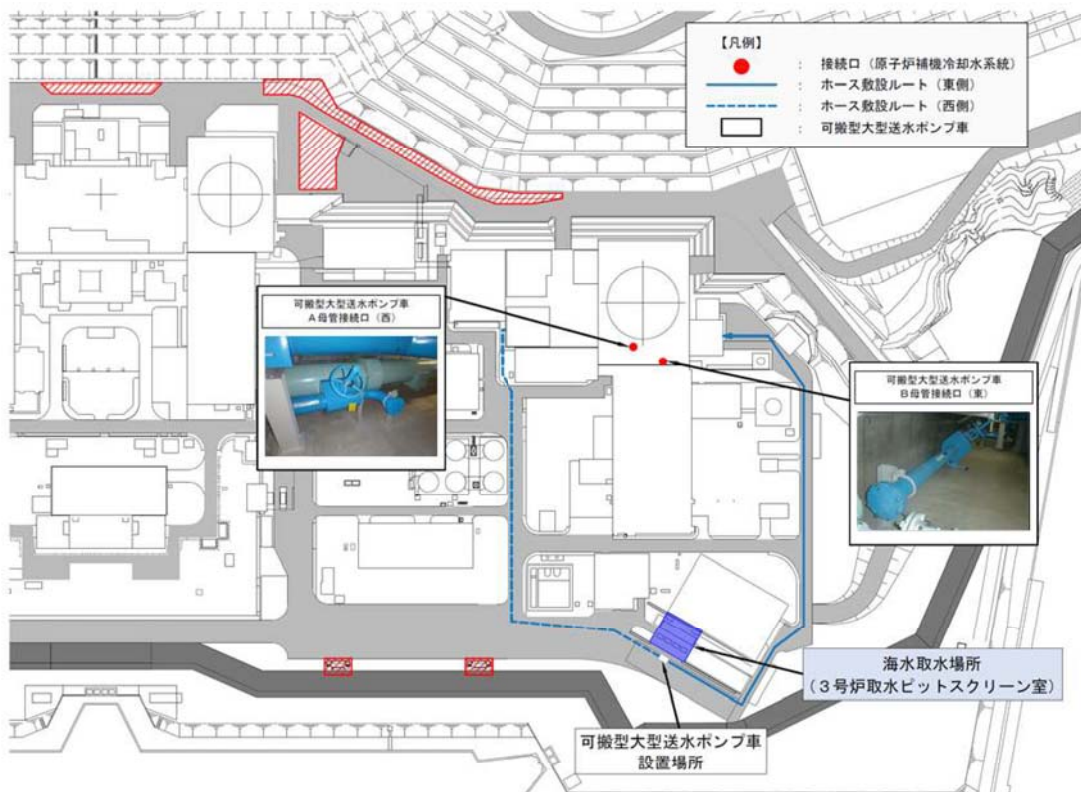 【凡例】
： 接続口（原子炉補機冷却水系統）
： ホース敷設ルート（東側）
： ホース敷設ルート（西側）
： 可搬型大型送水ポンプ車
可搬型大型送水ポンプ車
A母管接続口（西）
可搬型大型送水ポンプ車
B母管接続口（東）
海水取水場所
（３号炉取水ピットスクリーン室）
可搬型大型送水ポンプ車
設置場所